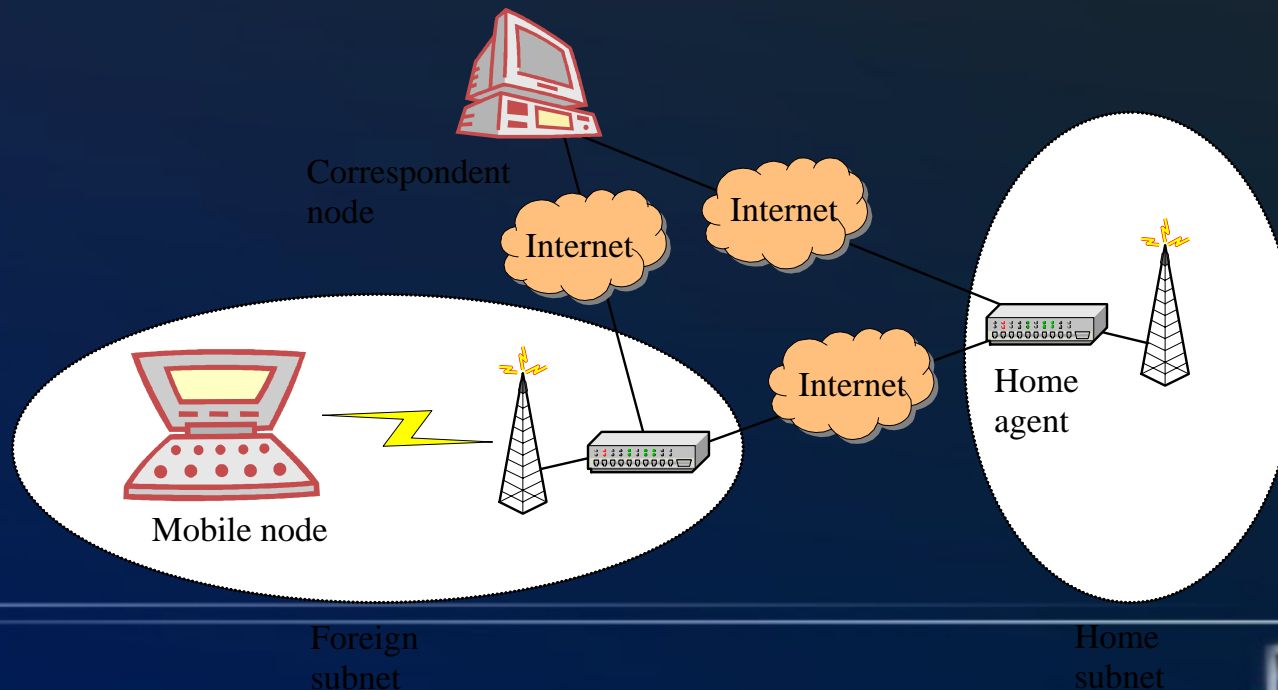 Correspondent
node
Internet
Internet
Internet
Home
agent
Mobile node
Foreign
subnet
Home
subnet